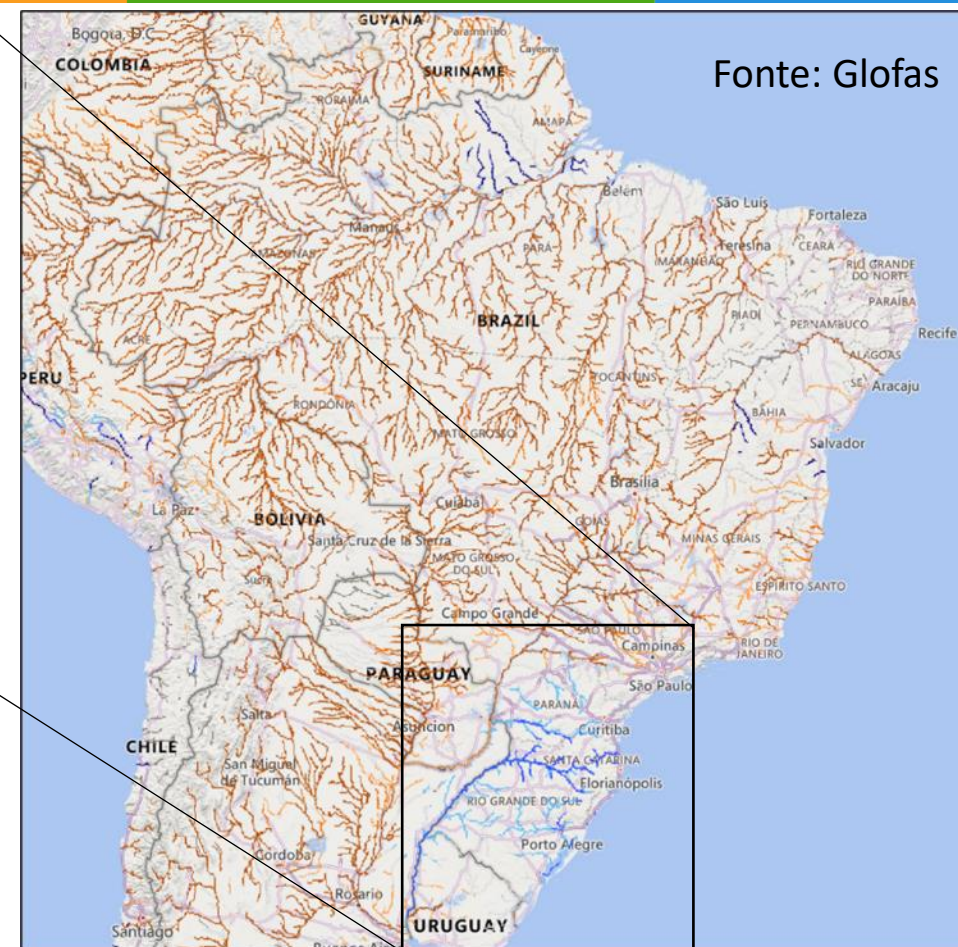 GUYANA
Paramaribo
Bogota, D.C.
Cayenne
COLOMBIA
SURINAME
Fonte: Glofas
RORAIMA
AMAPÁ
Belém
São Luís
Fortaleza
Manaus
AMAZONAS
PARÁ
MARANHÃO
Teresina
CEARÁ
RIO GRANDE
DO NORTE
PARAÍBA
BRAZIL
PIAUÍ
PERNAMBUCO
Recife
ACRE
ALAGOAS
PERU
TOCANTINS
SE
Aracaju
RONDÔNIA
BAHIA
MATO GROSSO
Salvador
Brasília
Cuiabá
La Paz
BOLIVIA
GOIÁS
Santa Cruz de la Sierra
MINAS GERAIS
MATO GROSSO
DO SUL
Sucre
ESPÍRITO SANTO
Campo Grande
SÃO PAULO
Campinas
RIO DE
JANEIRO
PARAGUAY
São Paulo
PARANÁ
Salta
Asuncion
Curitiba
CHILE
San Miguel
de Tucumán
SANTA CATARINA
Florianópolis
RIO GRANDE DO SUL
Porto Alegre
Córdoba
Rosario
Santiago
URUGUAY